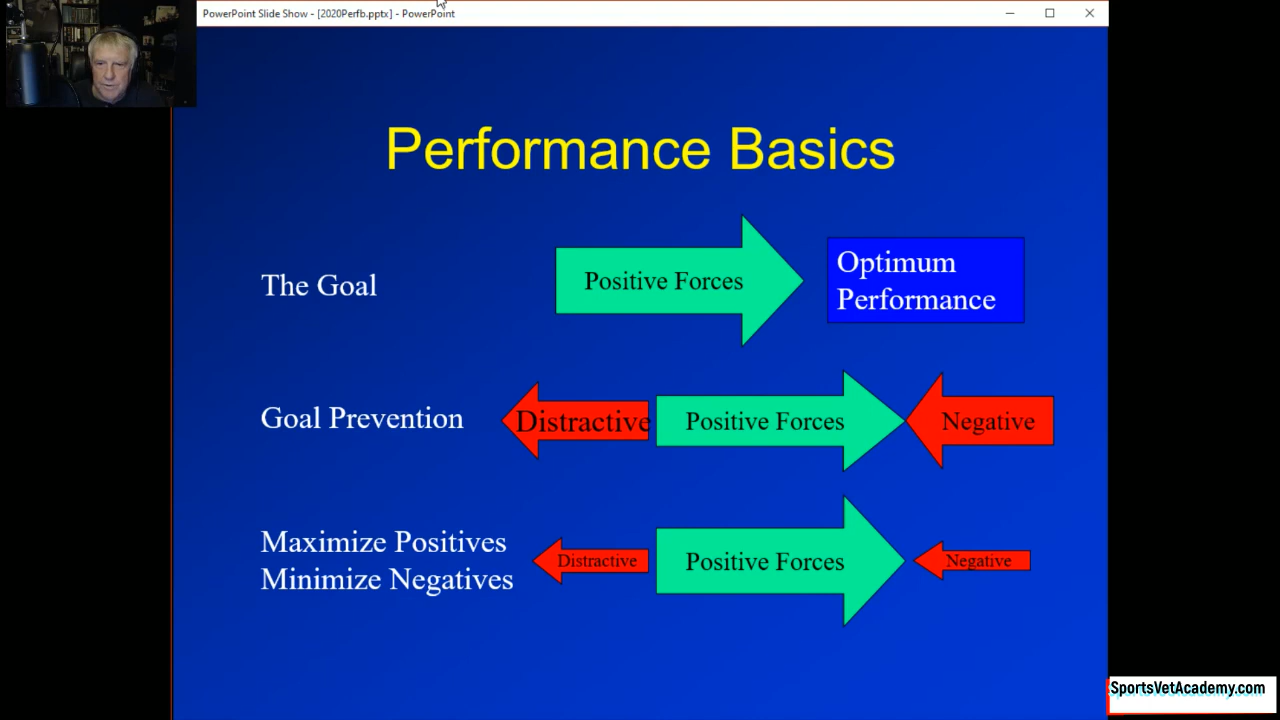 PowerPoint Slide Show - [2020Perfb.pptx] - PowerPoint
Performance Basics
The Goal
Positive Forces
Optimum
Performance
Goal Prevention
Distractive
Positive Forces
Negative
Maximize Positives
Minimize Negatives
Distractive
Positive Forces
Negative
SportsVetAcademy.com